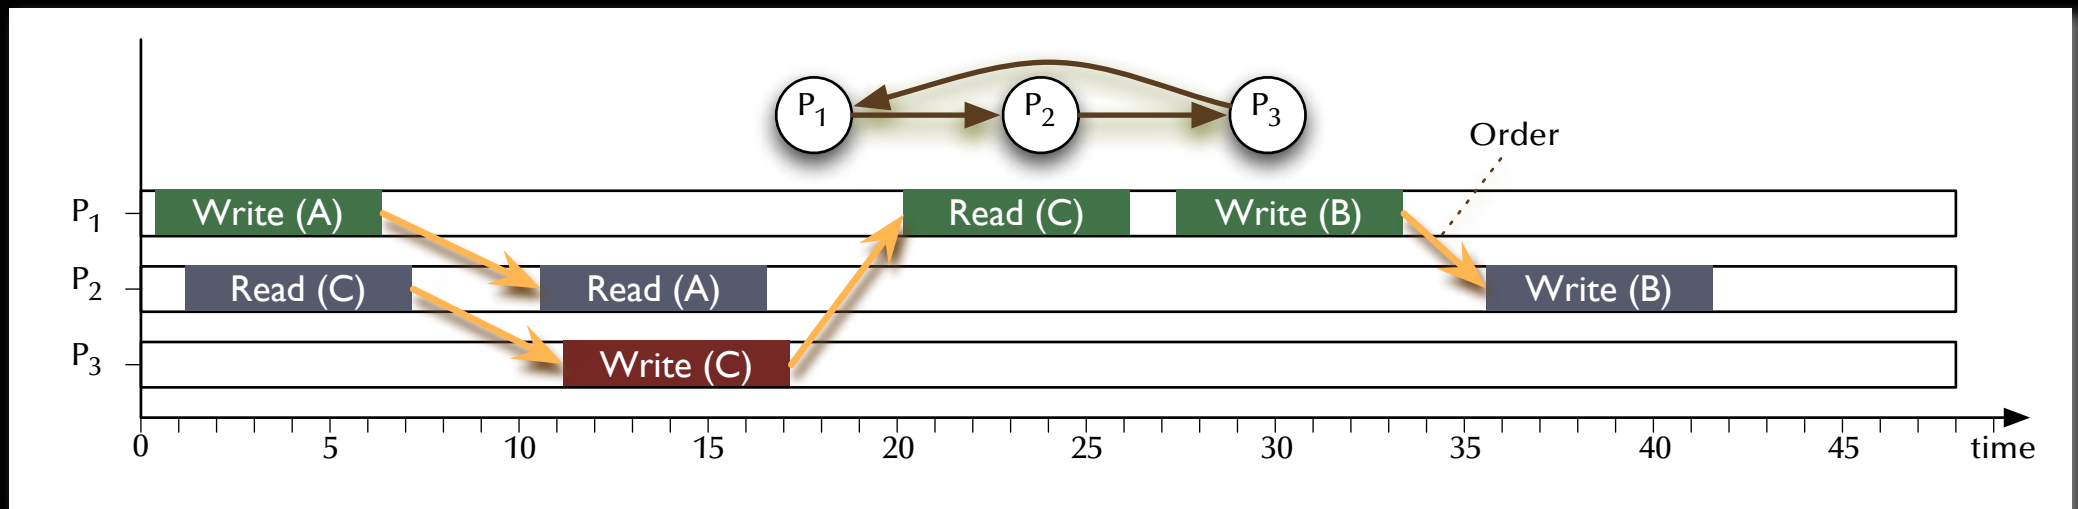 P1 P2 P3
Order
P1 Write (A) Read (C) Write (B)
P2 Read (C) Read (A) Write (B)
P3 Write (C)
0 5 10 15 20 25 30 35 40 45 time